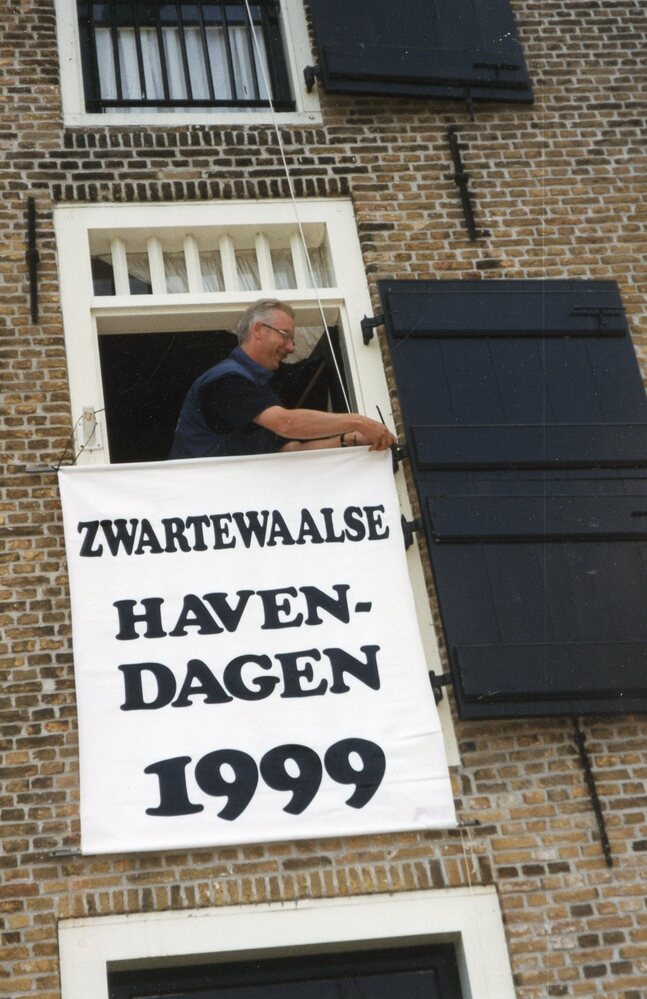 ZWARTEWAALSE
HAVEN-
DAGEN
1999